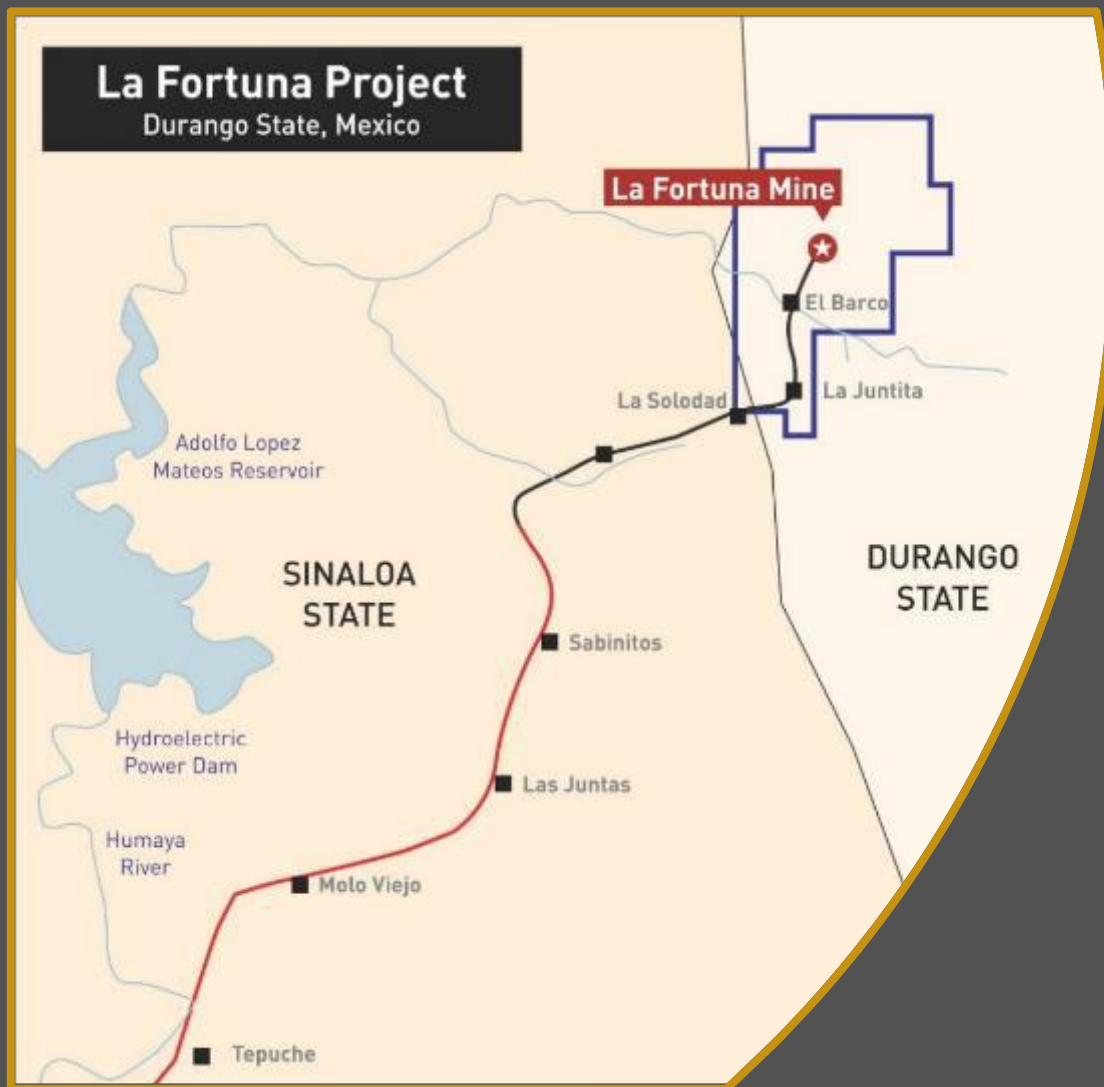 La Fortuna Project
Durango State, Mexico
La Fortuna Mine
El Barco
La Juntita
La Solodad
Adolfo Lopez
Mateos Reservoir
SINALOA
STATE
DURANGO
STATE
Sabinitos
Hydroelectric
Power Dam
Las Juntas
Humaya
River
Molo Viejo
Tepuche